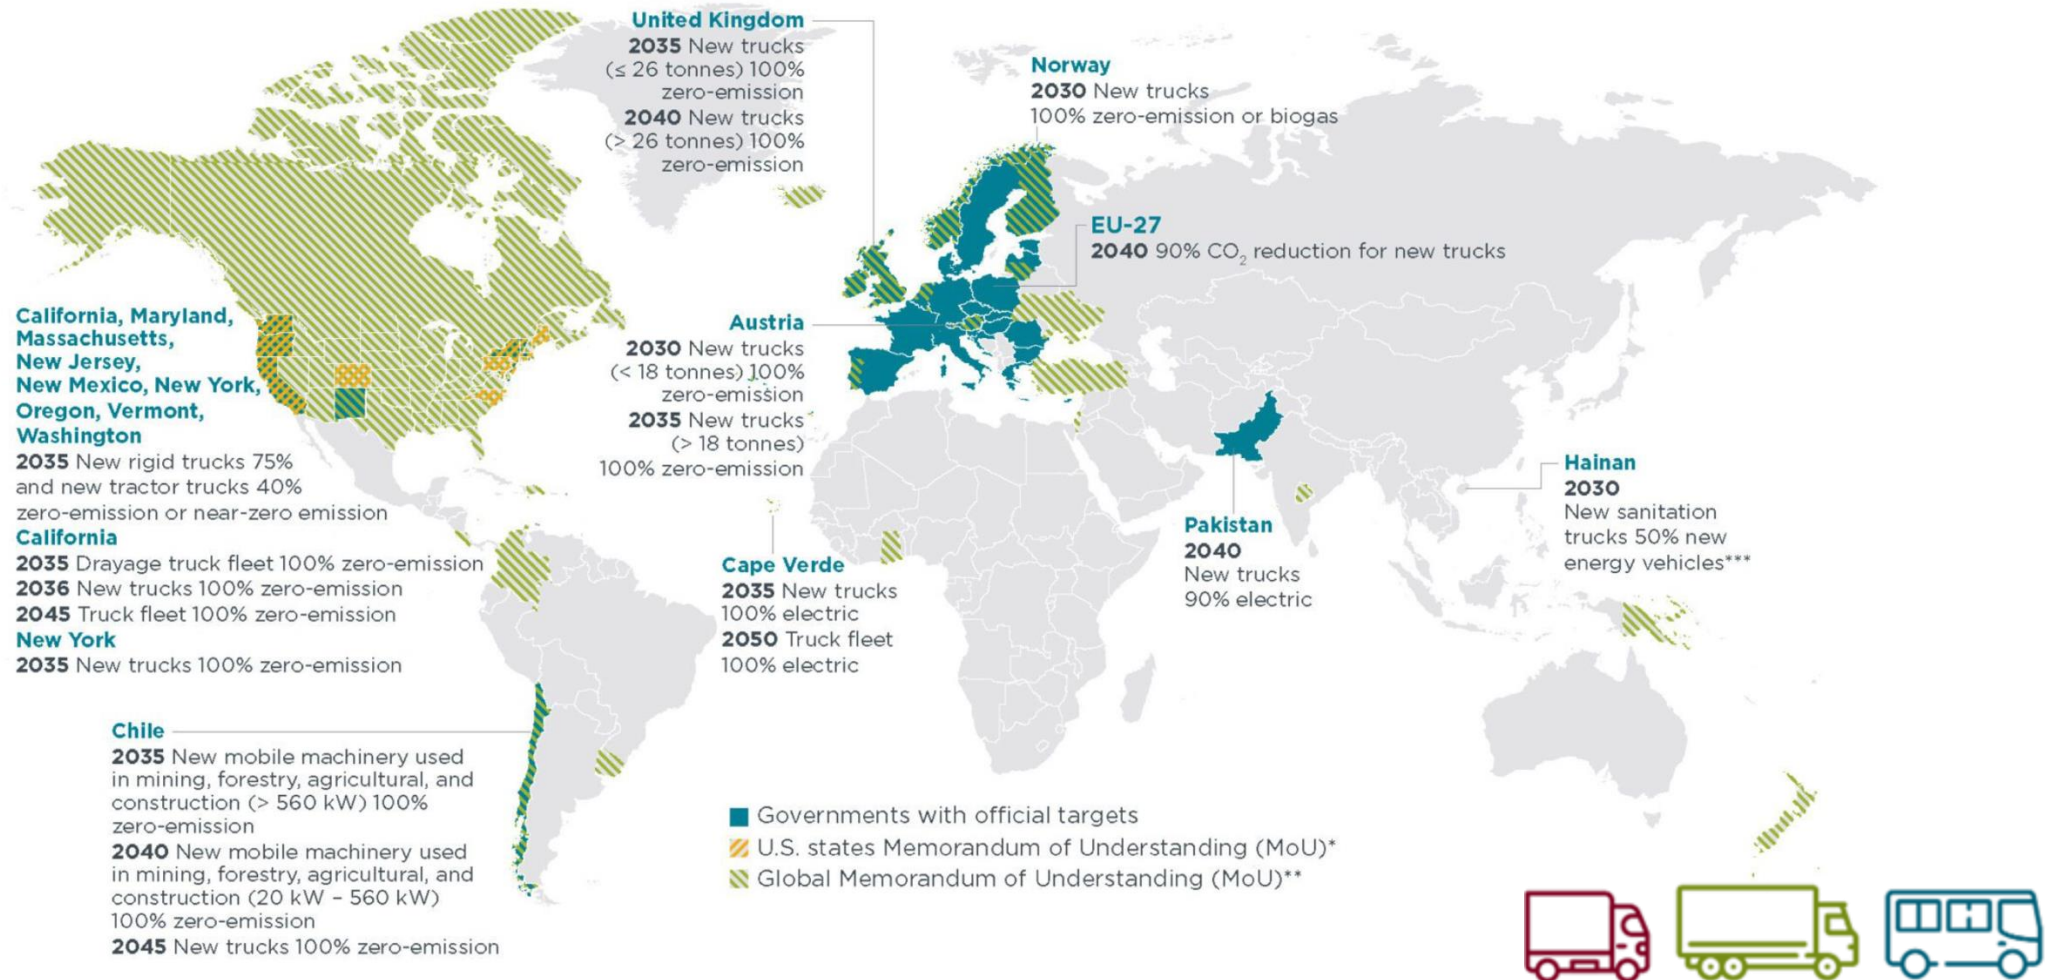 United Kingdom
2035 New trucks
(≤ 26 tonnes) 100%
zero-emission
2040 New trucks
(> 26 tonnes) 100%
zero-emission
Norway
2030 New trucks
100% zero-emission or biogas
EU-27
2040 90% CO₂ reduction for new trucks
California, Maryland,
Massachusetts,
New Jersey,
New Mexico, New York,
Oregon, Vermont,
Washington
2035 New rigid trucks 75%
and new tractor trucks 40%
zero-emission or near-zero emission
California
2035 Drayage truck fleet 100% zero-emission
2036 New trucks 100% zero-emission
2045 Truck fleet 100% zero-emission
New York
2035 New trucks 100% zero-emission
Austria
2030 New trucks
(< 18 tonnes) 100%
zero-emission
2035 New trucks
(> 18 tonnes)
100% zero-emission
Cape Verde
2035 New trucks
100% electric
2050 Truck fleet
100% electric
Pakistan
2040
New trucks
90% electric
Hainan
2030
New sanitation
trucks 50% new
energy vehicles***
Chile
2035 New mobile machinery used
in mining, forestry, agricultural, and
construction (> 560 kW) 100%
zero-emission
2040 New mobile machinery used
in mining, forestry, agricultural, and
construction (20 kW – 560 kW)
100% zero-emission
2045 New trucks 100% zero-emission
Governments with official targets
U.S. states Memorandum of Understanding (MoU)*
Global Memorandum of Understanding (MoU)**